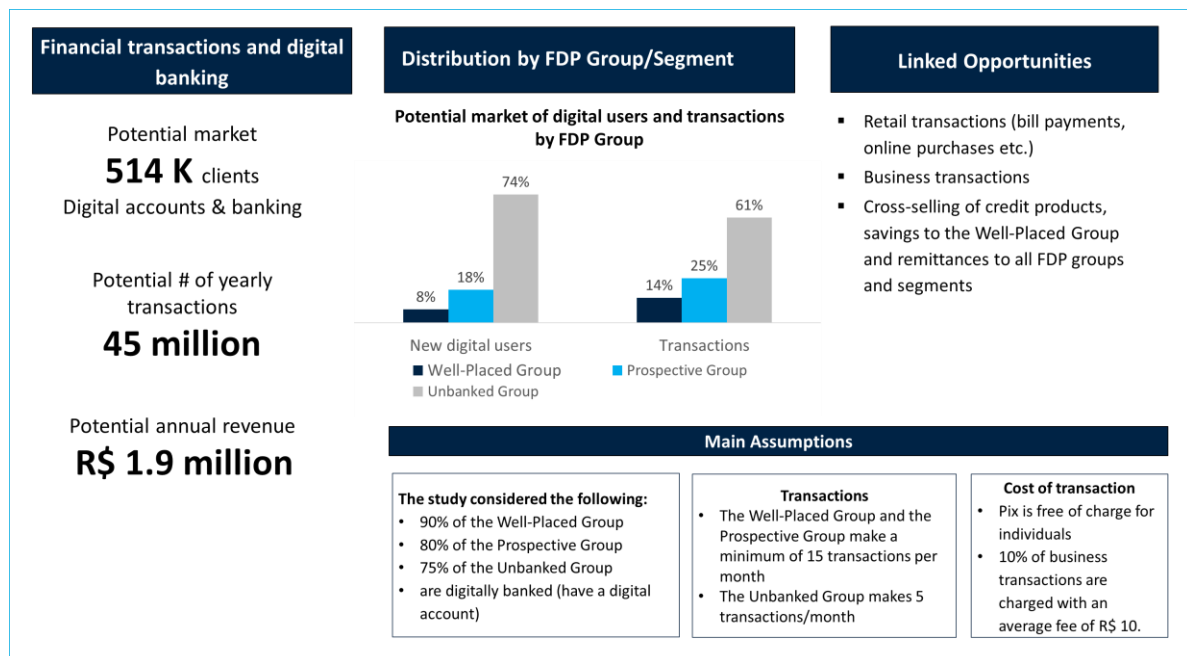 Financial transactions and digital
banking
Potential market
514 K clients
Digital accounts & banking
Potential # of yearly
transactions
45 million
Potential annual revenue
R$ 1.9 million
Distribution by FDP Group/Segment
Potential market of digital users and transactions
by FDP Group
74%
61%
18%
25%
8%
14%
New digital users
Transactions
Well-Placed Group
Prospective Group
Unbanked Group
Linked Opportunities
▪ Retail transactions (bill payments,
online purchases etc.)
▪ Business transactions
▪ Cross-selling of credit products,
savings to the Well-Placed Group
and remittances to all FDP groups
and segments
Main Assumptions
The study considered the following:
• 90% of the Well-Placed Group
• 80% of the Prospective Group
• 75% of the Unbanked Group
• are digitally banked (have a digital
account)
Transactions
• The Well-Placed Group and the
Prospective Group make a
minimum of 15 transactions per
month
• The Unbanked Group makes 5
transactions/month
Cost of transaction
• Pix is free of charge for
individuals
• 10% of business
transactions are
charged with an
average fee of R$ 10.